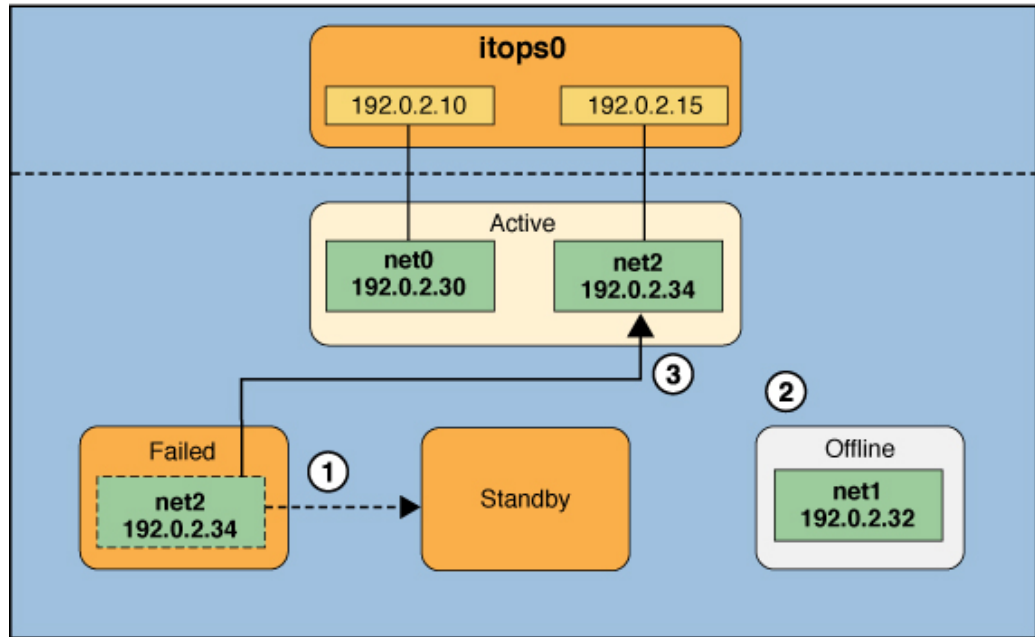 itops0
192.0.2.10
192.0.2.15
Active
net0
192.0.2.30
net2
192.0.2.34
3
2
Failed
net2
192.0.2.34
1
Standby
Offline
net1
192.0.2.32